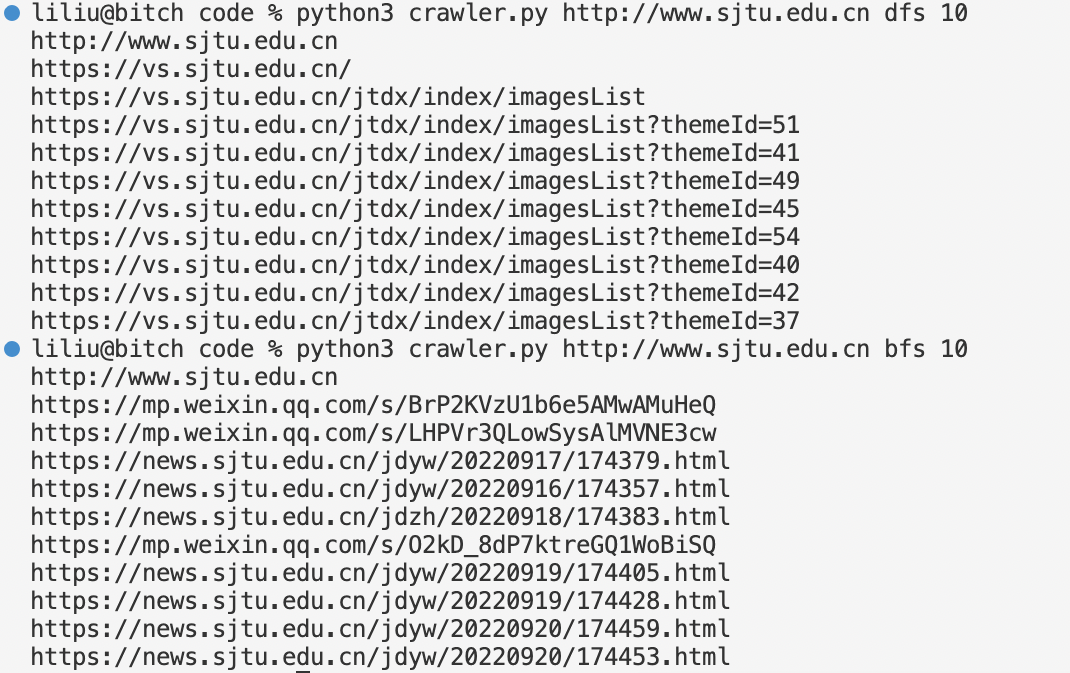 liliu@bitch code % python3 crawler.py http://www.sjtu.edu.cn dfs 10
http://www.sjtu.edu.cn
https://vs.sjtu.edu.cn/
https://vs.sjtu.edu.cn/jtdx/index/imagesList
https://vs.sjtu.edu.cn/jtdx/index/imagesList?themeId=51
https://vs.sjtu.edu.cn/jtdx/index/imagesList?themeId=41
https://vs.sjtu.edu.cn/jtdx/index/imagesList?themeId=49
https://vs.sjtu.edu.cn/jtdx/index/imagesList?themeId=45
https://vs.sjtu.edu.cn/jtdx/index/imagesList?themeId=54
https://vs.sjtu.edu.cn/jtdx/index/imagesList?themeId=40
https://vs.sjtu.edu.cn/jtdx/index/imagesList?themeId=42
https://vs.sjtu.edu.cn/jtdx/index/imagesList?themeId=37
liliu@bitch code % python3 crawler.py http://www.sjtu.edu.cn bfs 10
http://www.sjtu.edu.cn
https://mp.weixin.qq.com/s/BrP2KVzU1b6e5AMwAMuHeQ
https://mp.weixin.qq.com/s/LHPVr3QLowSysAlMVNE3cw
https://news.sjtu.edu.cn/jdyw/20220917/174379.html
https://news.sjtu.edu.cn/jdyw/20220916/174357.html
https://news.sjtu.edu.cn/jdzh/20220918/174383.html
https://mp.weixin.qq.com/s/O2kD_8dP7ktreGQ1WoBiSQ
https://news.sjtu.edu.cn/jdyw/20220919/174405.html
https://news.sjtu.edu.cn/jdyw/20220919/174428.html
https://news.sjtu.edu.cn/jdyw/20220920/174459.html
https://news.sjtu.edu.cn/jdyw/20220920/174453.html